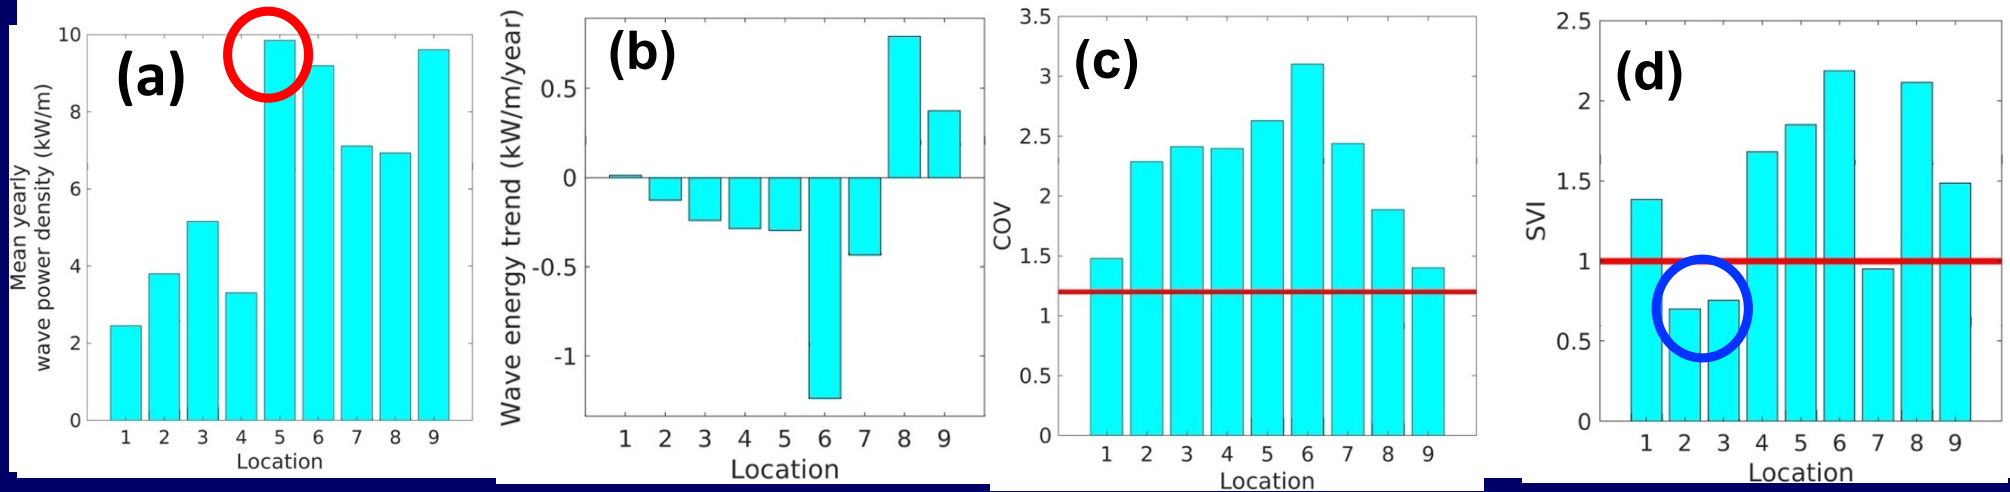 (a)
Mean yearly
wave power density (kW/m)
10
8
6
4
2
0
1 2 3 4 5 6 7 8 9
Location
(b)
Wave energy trend (kW/m/year)
0.5
0
-0.5
-1
1 2 3 4 5 6 7 8 9
Location
(c)
COV
3.5
3
2.5
2
1.5
1
0.5
0
1 2 3 4 5 6 7 8 9
Location
(d)
SVI
2.5
2
1.5
1
0.5
0
1 2 3 4 5 6 7 8 9
Location